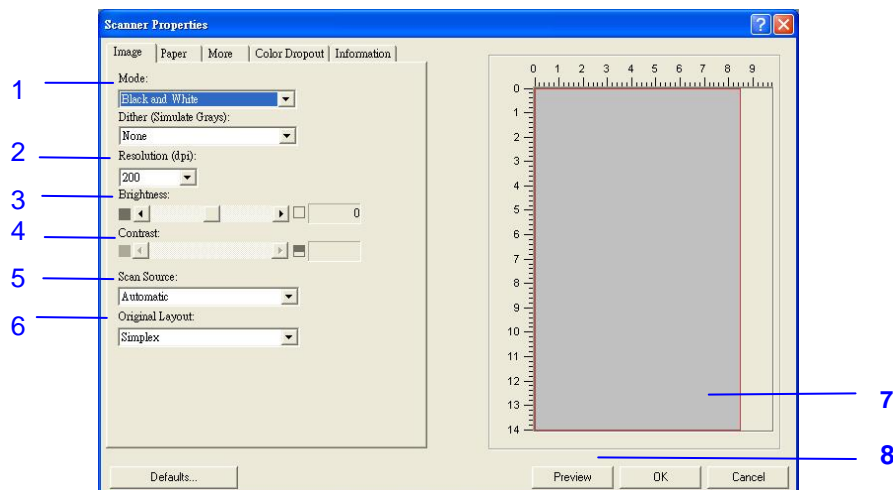 Scanner Properties
Image Paper More Color Dropout Information
1
Mode:
Black and White
Dither (Simulate Grays):
None
2
Resolution (dpi):
200
3
Brightness:
0
4
Contrast:
5
Scan Source:
Automatic
6
Original Layout:
Simplex
0 1 2 3 4 5 6 7 8 9
0
1
2
3
4
5
6
7
8
9
10
11
12
13
14
7
8
Defaults... Preview OK Cancel